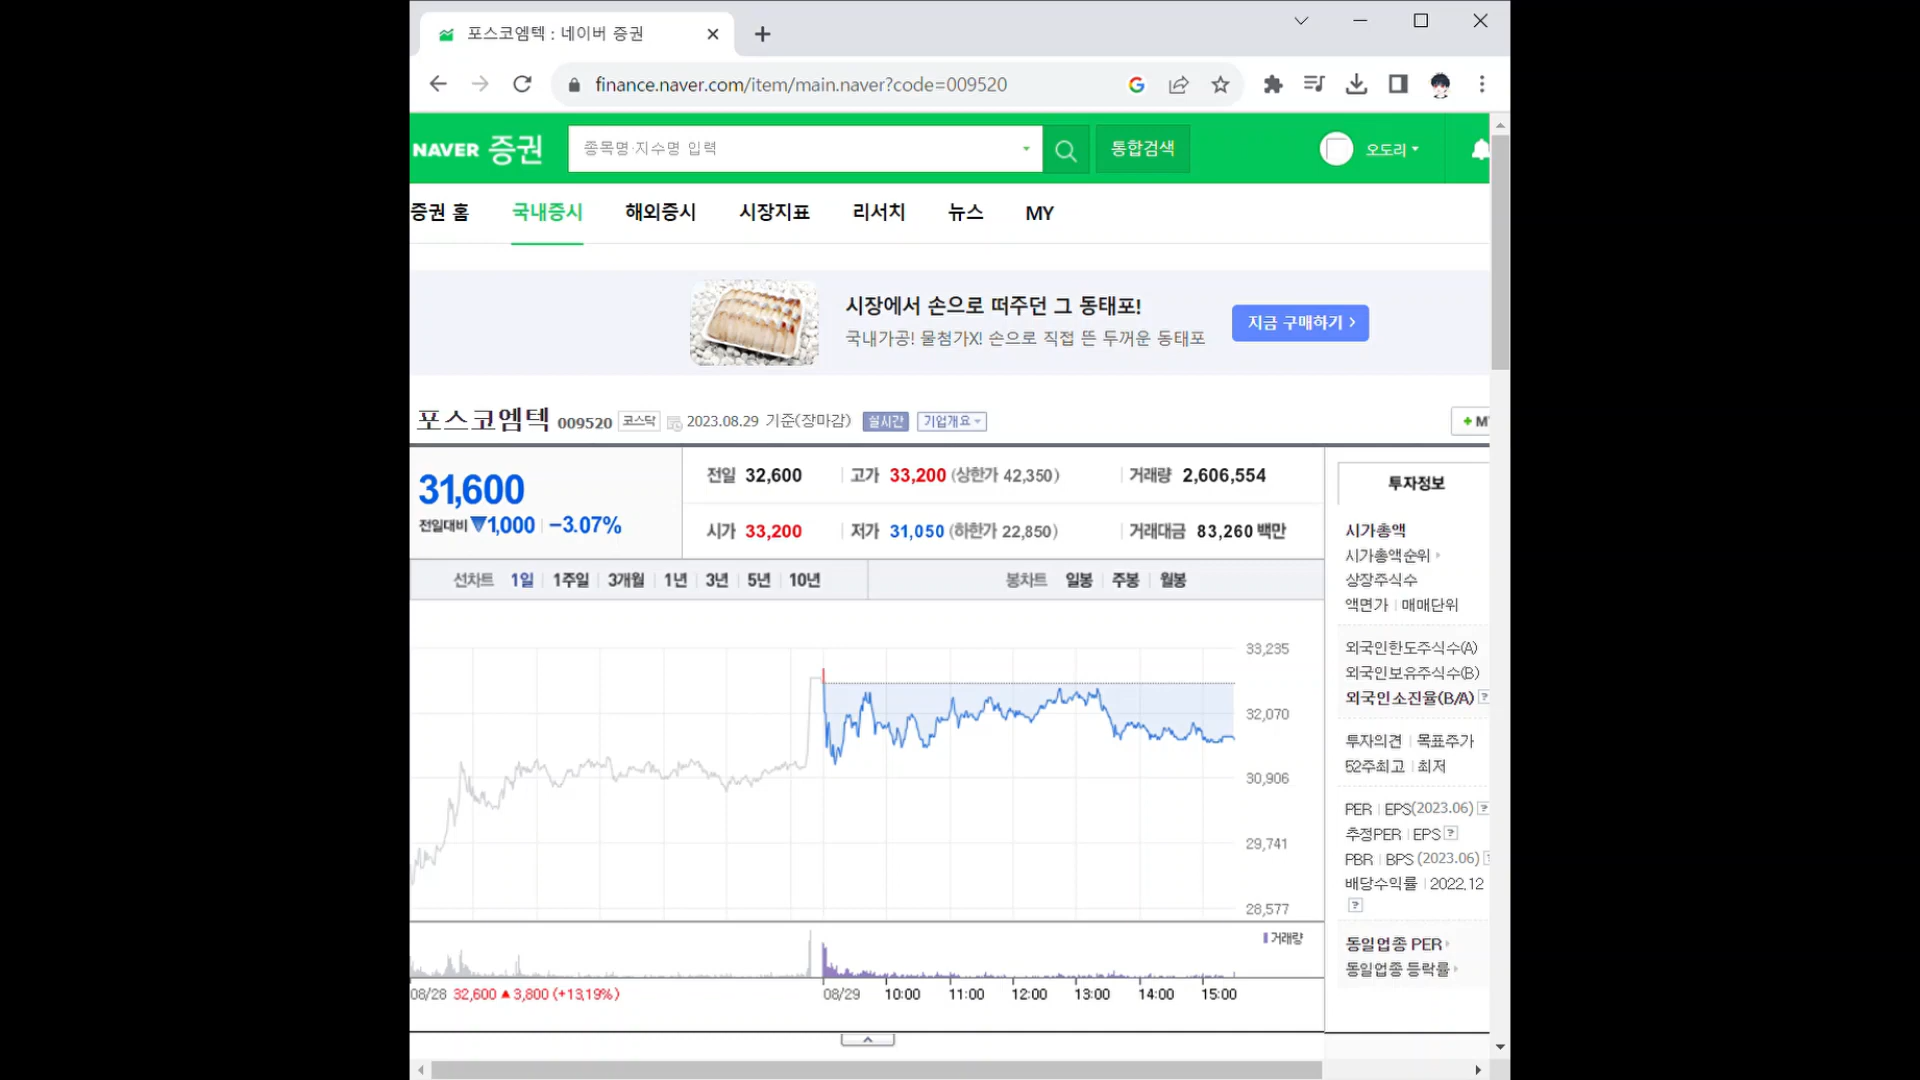 포스코엠텍 : 네이버 증권
finance.naver.com/item/main.naver?code=009520
NAVER 증권
종목명·지수명 입력
통합검색
오도리
증권 홈 국내증시 해외증시 시장지표 리서치 뉴스 MY
시장에서 손으로 떠주던 그 동태포!
국내가공! 물첨가X! 손으로 직접 뜬 두꺼운 동태포
지금 구매하기 >
포스코엠텍 009520 코스닥 2023.08.29 기준(장마감) 실시간 기업개요
+ M
31,600
전일대비 ▼1,000 | -3.07%
전일 32,600 | 고가 33,200 (상한가 42,350) | 거래량 2,606,554
시가 33,200 | 저가 31,050 (하한가 22,850) | 거래대금 83,260 백만
선차트 1일 1주일 3개월 1년 3년 5년 10년
봉차트 일봉 주봉 월봉
33,235
32,070
30,906
29,741
28,577
거래량
08/28 32,600 ▲3,800 (+13,19%)
08/29 10:00 11:00 12:00 13:00 14:00 15:00
투자정보
시가총액
시가총액순위
상장주식수
액면가 | 매매단위
외국인한도주식수(A)
외국인보유주식수(B)
외국인소진율(B/A) ?
투자의견 | 목표주가
52주최고 | 최저
PER | EPS(2023.06) ?
추정PER | EPS ?
PBR | BPS (2023.06) ?
배당수익률 | 2022.12
?
동일업종 PER
동일업종 등락률